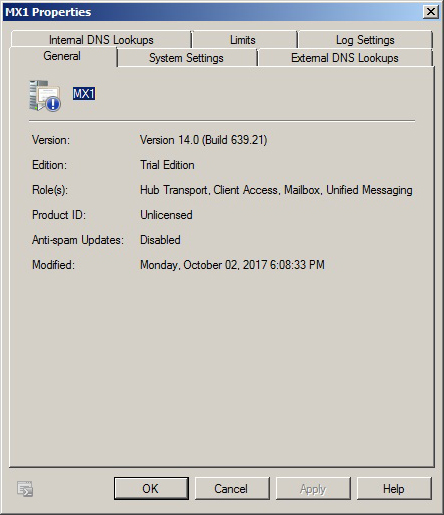 MX1 Properties
Internal DNS Lookups Limits Log Settings
General System Settings External DNS Lookups
MX1
Version: Version 14.0 (Build 639.21)
Edition: Trial Edition
Role(s): Hub Transport, Client Access, Mailbox, Unified Messaging
Product ID: Unlicensed
Anti-spam Updates: Disabled
Modified: Monday, October 02, 2017 6:08:33 PM
OK Cancel Apply Help